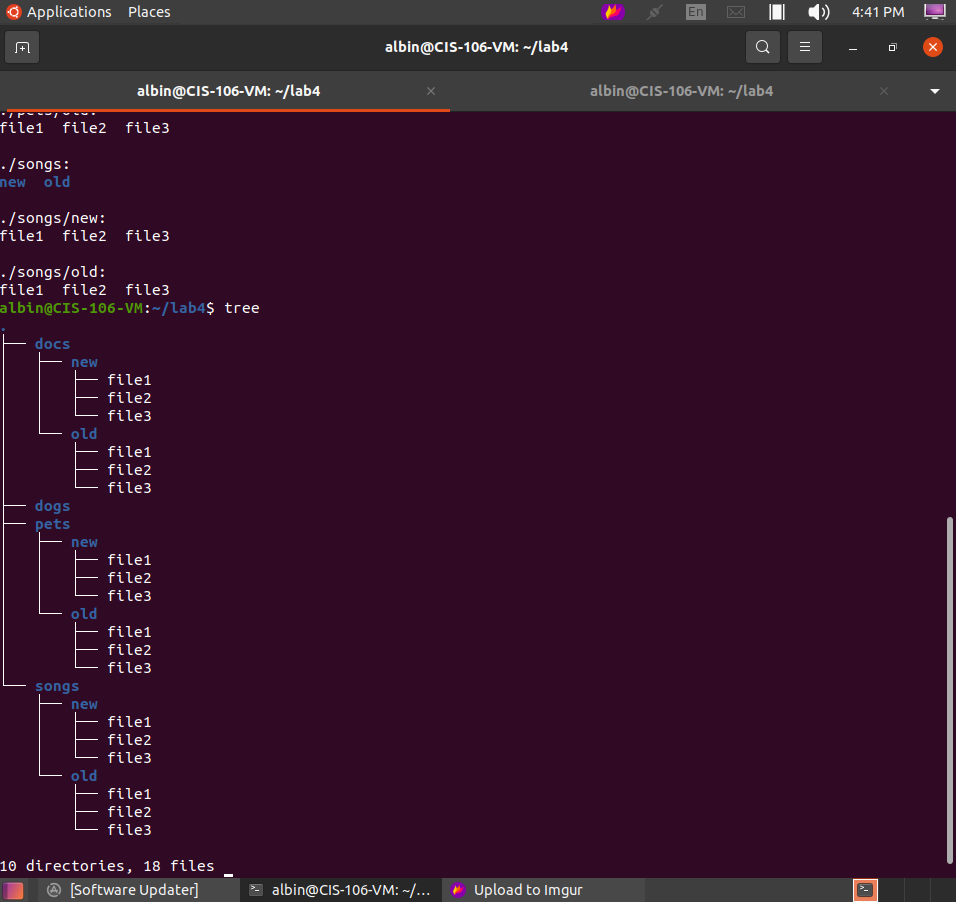 Applications Places En 4:41 PM
albin@CIS-106-VM: ~/lab4
albin@CIS-106-VM: ~/lab4 albin@CIS-106-VM: ~/lab4
./pets/old:
file1 file2 file3
./songs:
new old
./songs/new:
file1 file2 file3
./songs/old:
file1 file2 file3
albin@CIS-106-VM:~/lab4$ tree
.
├── docs
│   ├── new
│   │   ├── file1
│   │   ├── file2
│   │   └── file3
│   └── old
│       ├── file1
│       ├── file2
│       └── file3
├── dogs
├── pets
│   ├── new
│   │   ├── file1
│   │   ├── file2
│   │   └── file3
│   └── old
│       ├── file1
│       ├── file2
│       └── file3
└── songs
    ├── new
    │   ├── file1
    │   ├── file2
    │   └── file3
    └── old
        ├── file1
        ├── file2
        └── file3
10 directories, 18 files
[Software Updater] albin@CIS-106-VM: ~/... Upload to Imgur